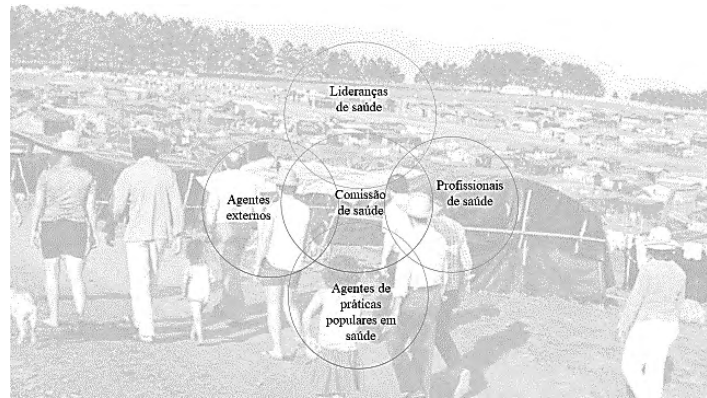 Lideranças
de saúde
Agentes
externos
Comissão
de saúde
Profissionais
de saúde
Agentes de
práticas
populares em
saúde